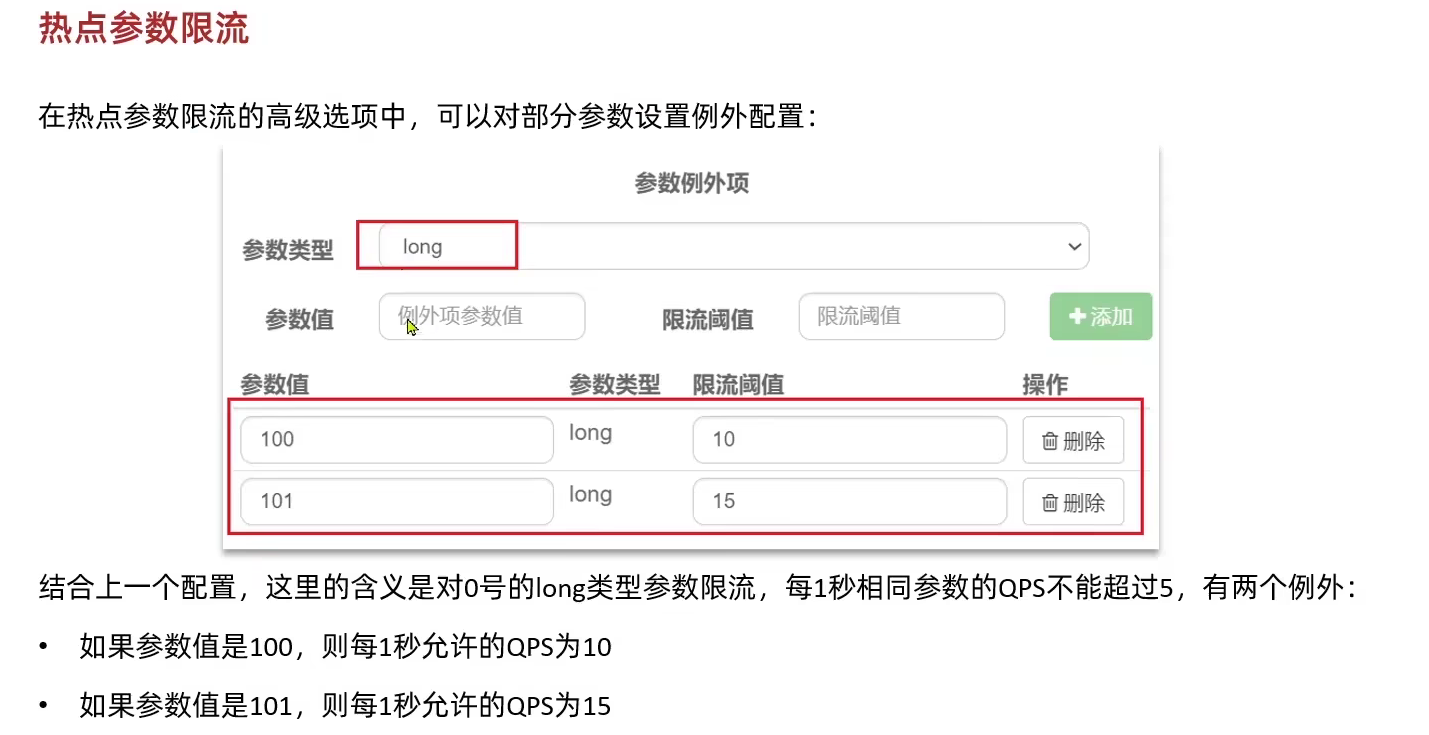 热点参数限流
在热点参数限流的高级选项中，可以对部分参数设置例外配置：
参数例外项
参数类型 long
参数值 例外项参数值 限流阈值 限流阈值 添加
参数值 参数类型 限流阈值 操作
100 long 10 删除
101 long 15 删除
结合上一个配置，这里的含义是对0号的long类型参数限流，每1秒相同参数的QPS不能超过5，有两个例外：
• 如果参数值是100，则每1秒允许的QPS为10
• 如果参数值是101，则每1秒允许的QPS为15